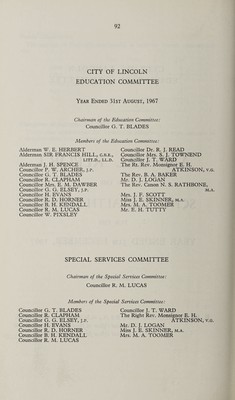 92
CITY OF LINCOLN
EDUCATION COMMITTEE
YEAR ENDED 31ST AUGUST, 1967
Chairman of the Education Committee:
Councillor G. T. BLADES
Members of the Education Committee:
Alderman W. E. HERBERT
Alderman SIR FRANCIS HILL, C.B.E.,
LITT.D., LL.D.
Alderman J. H. SPENCE
Councillor P. W. ARCHER, J.P.
Councillor G. T. BLADES
Councillor R. CLAPHAM
Councillor Mrs. E. M. DAWBER
Councillor G. G. ELSEY, J.P.
Councillor H. EVANS
Councillor R. D. HORNER
Councillor B. H. KENDALL
Councillor R. M. LUCAS
Councillor W. PIXSLEY
Councillor Dr. R. J. READ
Councillor Mrs. S. J. TOWNEND
Councillor J. T. WARD
The Rt. Rev. Monsignor E. H.
ATKINSON, V.G.
The Rev. B. A. BAKER
Mr. D. J. LOGAN
The Rev. Canon N. S. RATHBONE,
M.A.
Mrs. J. F. SCOTT
Miss J. E. SKINNER, M.A.
Mrs. M. A. TOOMER
Mr. E. H. TUTTY
SPECIAL SERVICES COMMITTEE
Chairman of the Special Services Committee:
Councillor R. M. LUCAS
Members of the Special Services Committee:
Councillor G. T. BLADES
Councillor R. CLAPHAM
Councillor G. G. ELSEY, J.P.
Councillor H. EVANS
Councillor R. D. HORNER
Councillor B. H. KENDALL
Councillor R. M. LUCAS
Councillor J. T. WARD
The Right Rev. Monsignor E. H.
ATKINSON, V.G.
Mr. D. J. LOGAN
Miss J. E. SKINNER, M.A.
Mrs. M. A. TOOMER